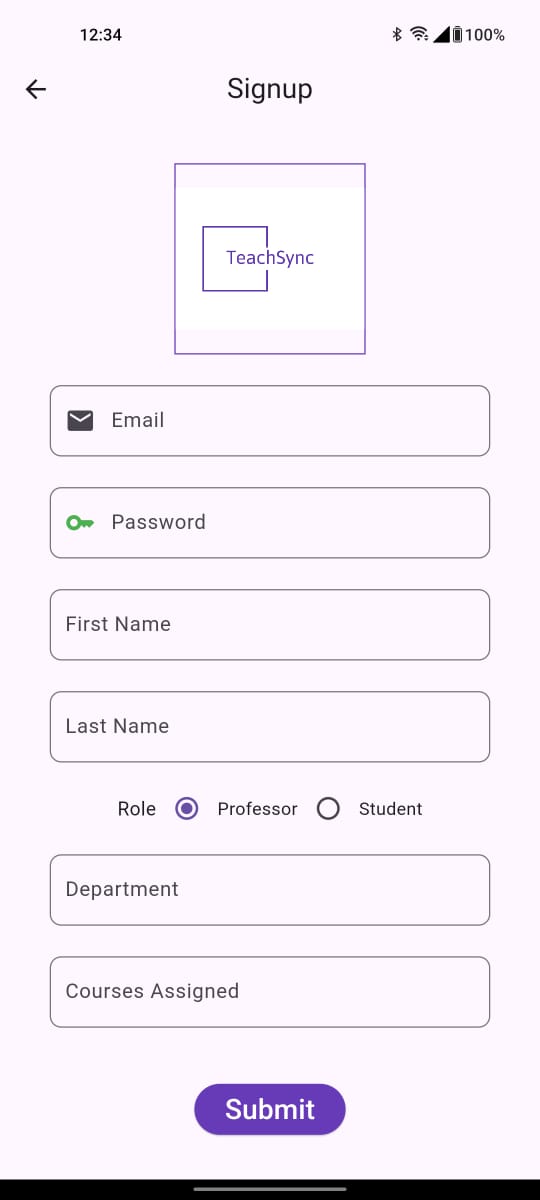 12:34 100%
Signup
TeachSync
Email
Password
First Name
Last Name
Role Professor Student
Department
Courses Assigned
Submit